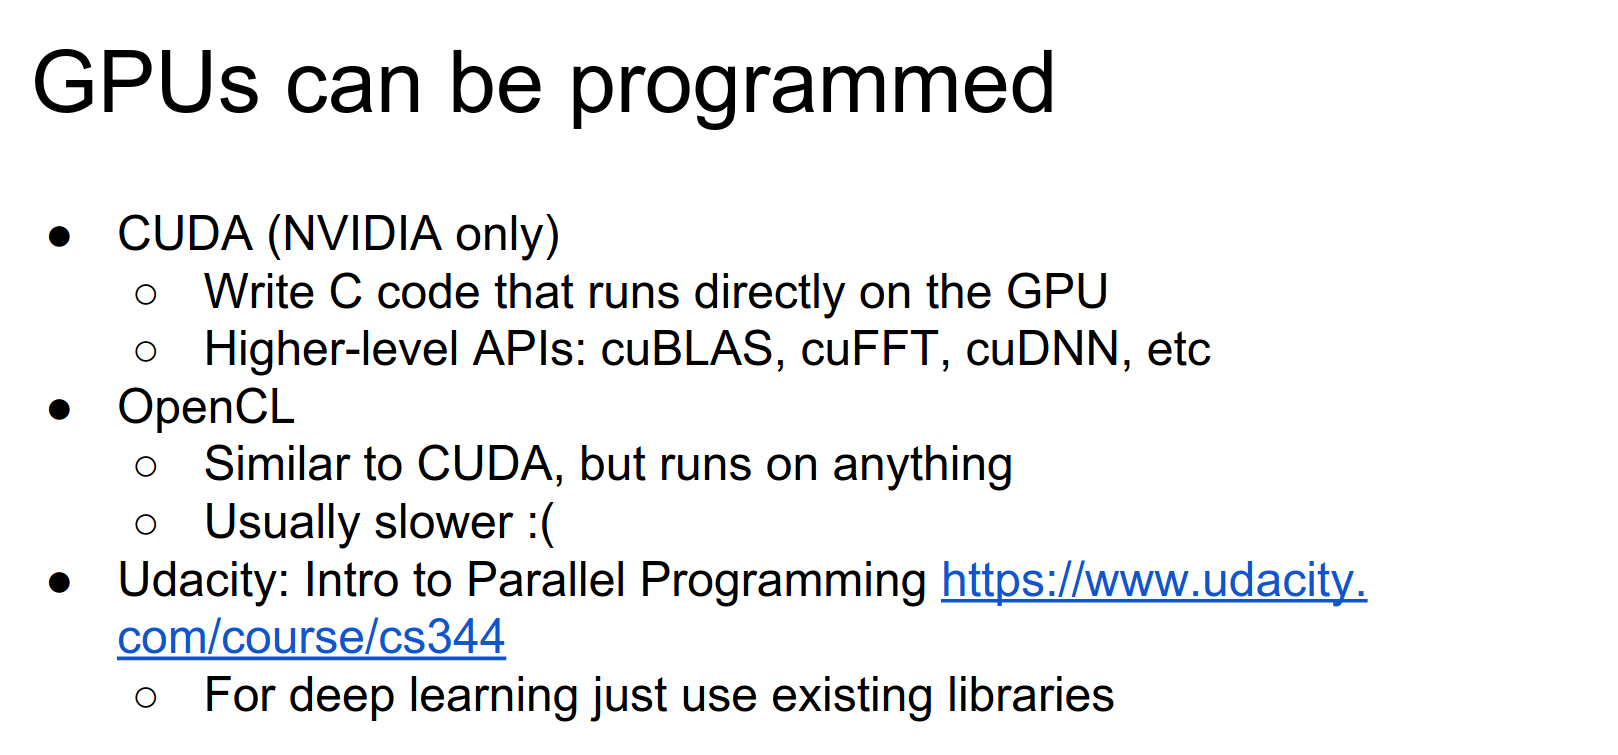 GPUs can be programmed
● CUDA (NVIDIA only)
○ Write C code that runs directly on the GPU
○ Higher-level APIs: cuBLAS, cuFFT, cuDNN, etc
● OpenCL
○ Similar to CUDA, but runs on anything
○ Usually slower :(
● Udacity: Intro to Parallel Programming https://www.udacity.
com/course/cs344
○ For deep learning just use existing libraries